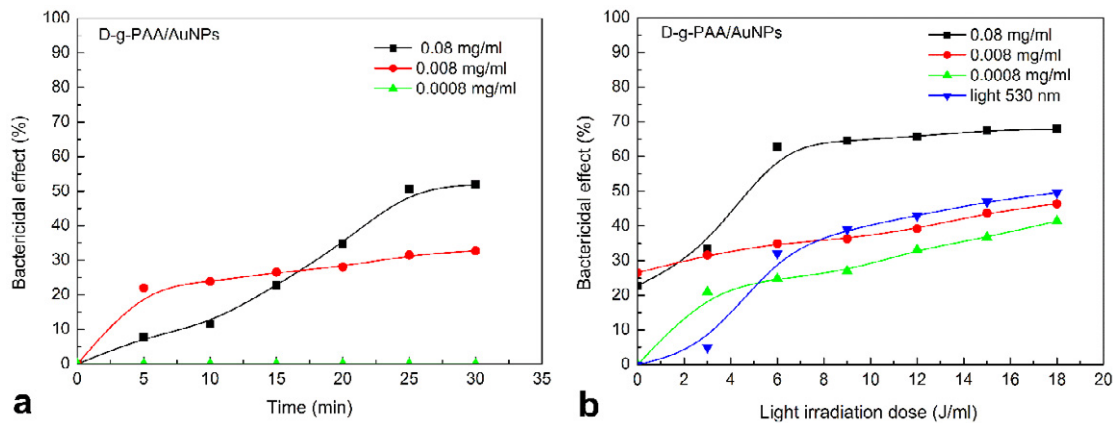 D-g-PAA/AuNPs
0.08 mg/ml
0.008 mg/ml
0.0008 mg/ml
100
90
80
70
60
50
40
30
20
10
0
Bactericidal effect (%)
0 5 10 15 20 25 30 35
Time (min)
a
D-g-PAA/AuNPs
0.08 mg/ml
0.008 mg/ml
0.0008 mg/ml
light 530 nm
100
90
80
70
60
50
40
30
20
10
0
Bactericidal effect (%)
0 2 4 6 8 10 12 14 16 18 20
Light irradiation dose (J/ml)
b